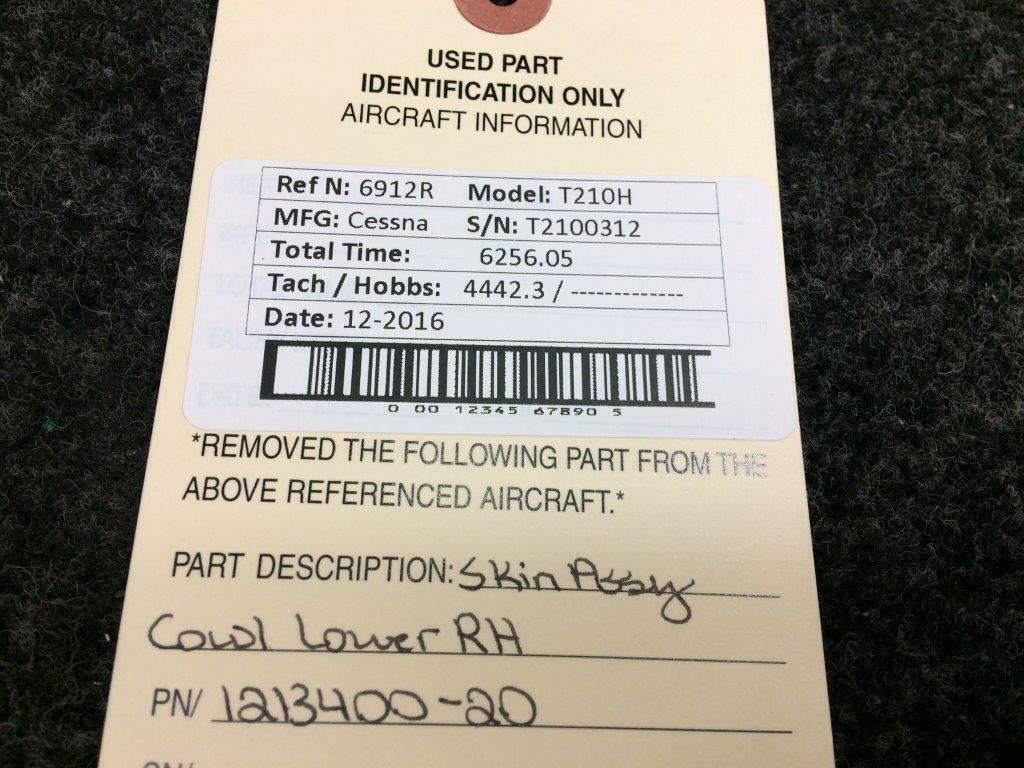 USED PART
IDENTIFICATION ONLY
AIRCRAFT INFORMATION
Ref N: 6912R Model: T210H
MFG: Cessna S/N: T2100312
Total Time: 6256.05
Tach / Hobbs: 4442.3 / -------------
Date: 12-2016
0 00 12345 67890 5
*REMOVED THE FOLLOWING PART FROM THE
ABOVE REFERENCED AIRCRAFT.*
PART DESCRIPTION: Skin Assy
Cowl Lower RH
PN/ 1213400-20